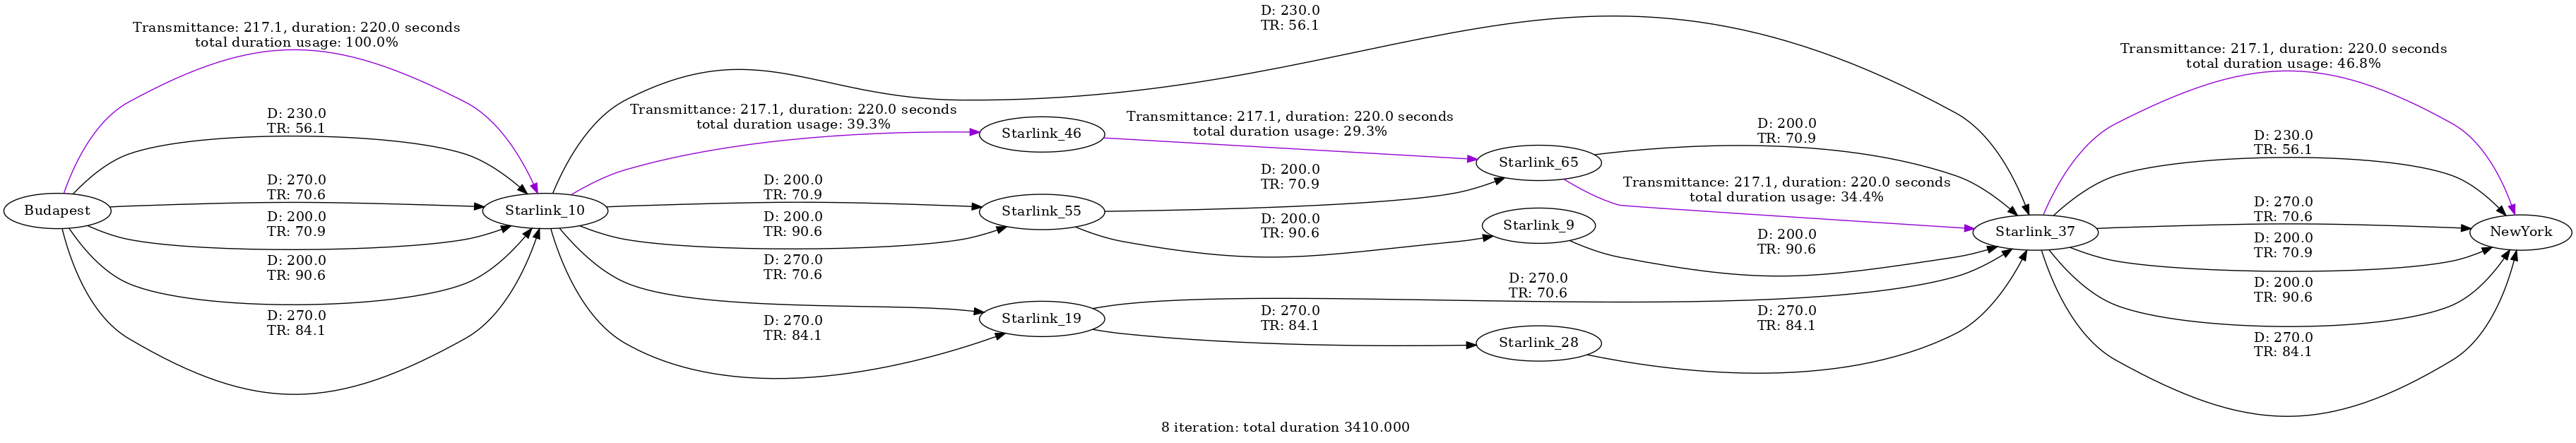 D: 230.0
TR: 56.1
Transmittance: 217.1, duration: 220.0 seconds
total duration usage: 100.0%
Transmittance: 217.1, duration: 220.0 seconds
total duration usage: 46.8%
D: 230.0
TR: 56.1
Transmittance: 217.1, duration: 220.0 seconds
total duration usage: 39.3%
Starlink_46
Transmittance: 217.1, duration: 220.0 seconds
total duration usage: 29.3%
D: 200.0
TR: 70.9
D: 230.0
TR: 56.1
Starlink_65
D: 270.0
TR: 70.6
D: 200.0
TR: 70.9
D: 200.0
TR: 70.9
Transmittance: 217.1, duration: 220.0 seconds
total duration usage: 34.4%
D: 270.0
TR: 70.6
Budapest
Starlink_10
Starlink_55
Starlink_9
Starlink_37
NewYork
D: 200.0
TR: 70.9
D: 200.0
TR: 90.6
D: 200.0
TR: 90.6
D: 200.0
TR: 90.6
D: 200.0
TR: 70.9
D: 200.0
TR: 90.6
D: 270.0
TR: 70.6
D: 270.0
TR: 70.6
D: 200.0
TR: 90.6
D: 270.0
TR: 84.1
D: 270.0
TR: 84.1
Starlink_19
D: 270.0
TR: 84.1
D: 270.0
TR: 84.1
D: 270.0
TR: 84.1
Starlink_28
8 iteration: total duration 3410.000